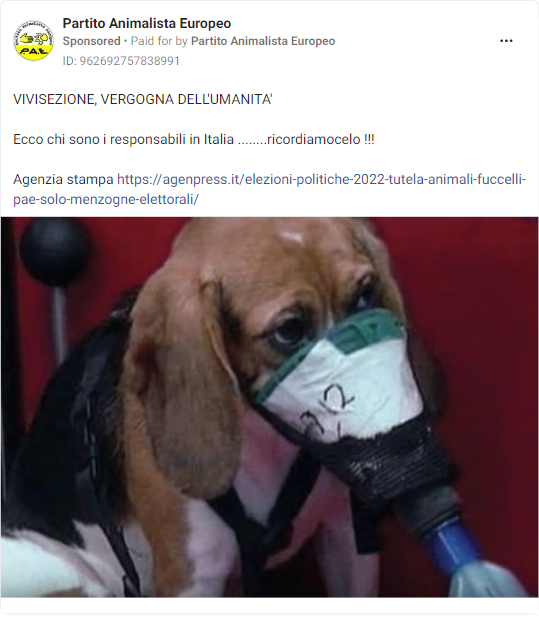 Partito Animalista Europeo
Sponsored • Paid for by Partito Animalista Europeo
ID: 962692757838991
VIVISEZIONE, VERGOGNA DELL'UMANITA'
Ecco chi sono i responsabili in Italia ........ricordiamocelo !!!
Agenzia stampa https://agenpress.it/elezioni-politiche-2022-tutela-animali-fuccelli-
pae-solo-menzogne-elettorali/